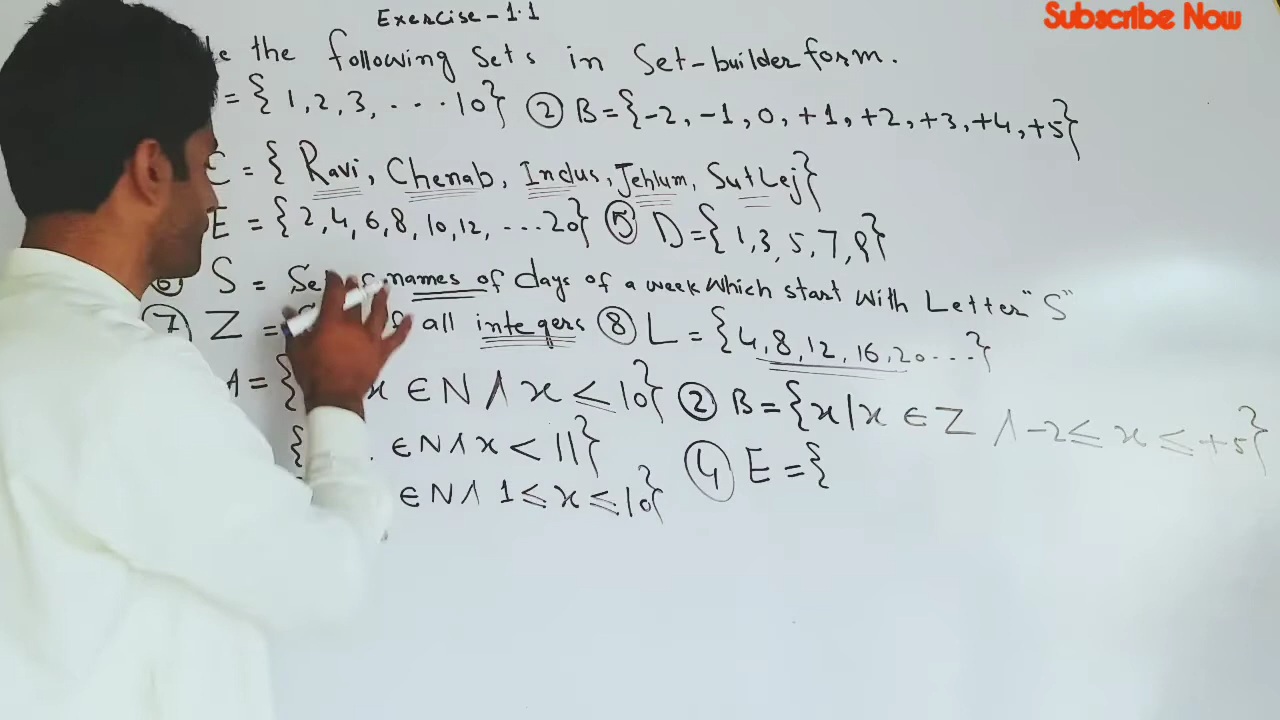 Exercise-1.1
Subscribe Now
the following Sets in Set-builder form.
= { 1, 2, 3, . . . . 10} ② B = {-2, -1, 0, +1, +2, +3, +4, +5}
C = { Ravi, Chenab, Indus, Jehlum, Sutlej}
E = { 2, 4, 6, 8, 10, 12, ... 20} ⑤ D = { 1, 3, 5, 7, 9}
⑥ S = names of days of a week which start with Letter "S"
⑦ Z = all integers ⑧ L = { 4, 8, 12, 16, 20 ....}
A = { x ∈ N ∧ x ≤ 10} ② B = { x | x ∈ Z ∧ -2 ≤ x ≤ +5}
{ ∈ N ∧ x < 11} ④ E = {
∈ N ∧ 1 ≤ x ≤ 10}